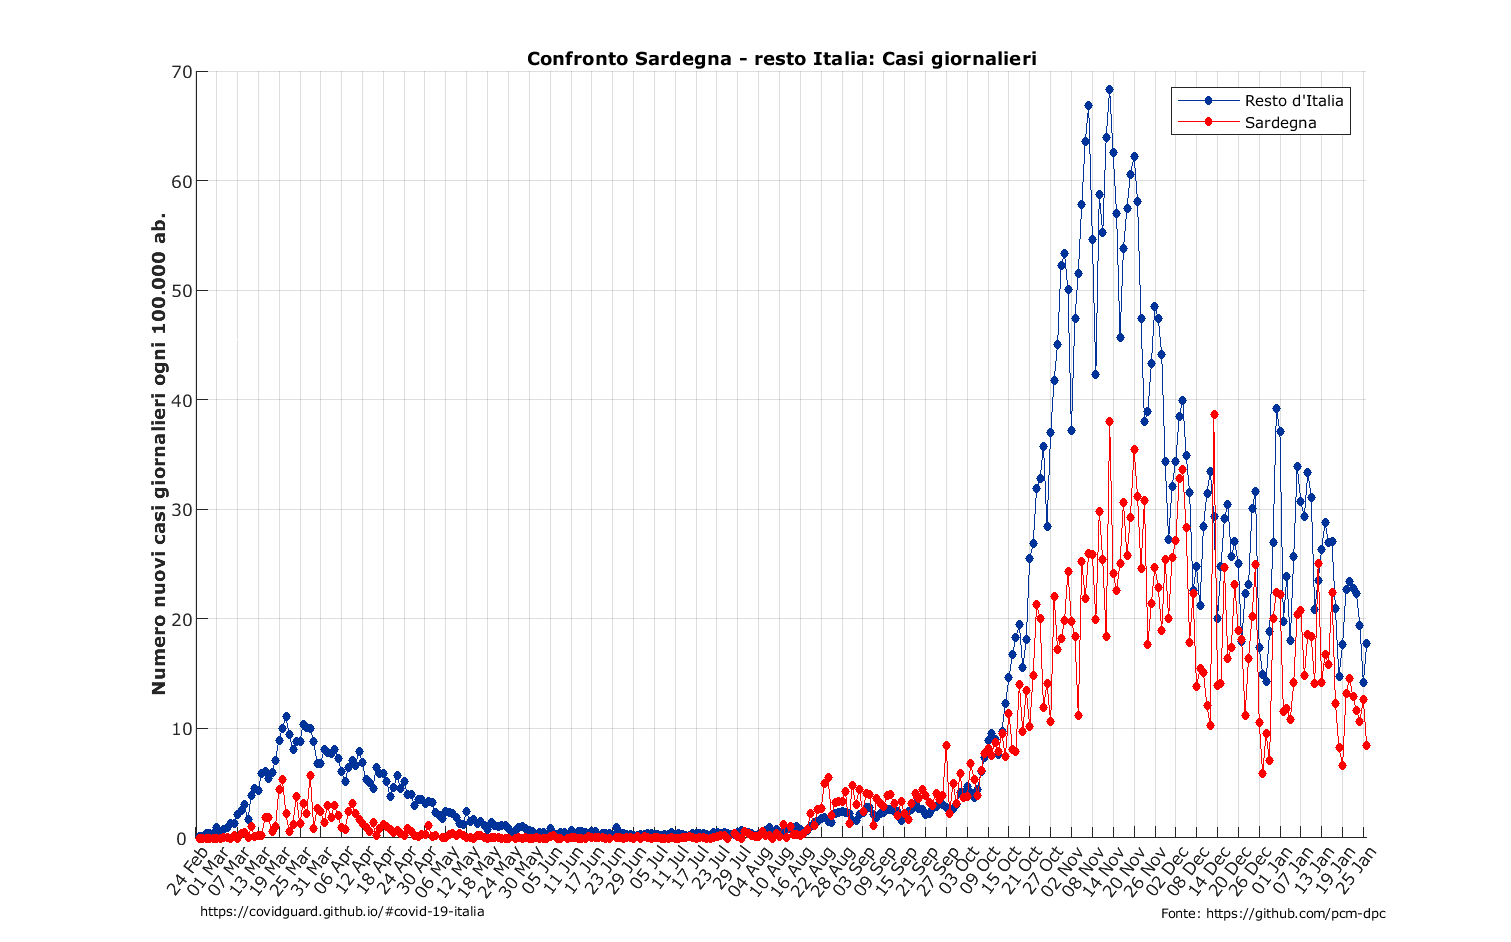 Confronto Sardegna - resto Italia: Casi giornalieri
Numero nuovi casi giornalieri ogni 100.000 ab.
70
60
50
40
30
20
10
0
Resto d'Italia
Sardegna
24 Feb
01 Mar
07 Mar
13 Mar
19 Mar
25 Mar
31 Mar
06 Apr
12 Apr
18 Apr
24 Apr
30 Apr
06 May
12 May
18 May
24 May
30 May
05 Jun
11 Jun
17 Jun
23 Jun
29 Jun
05 Jul
11 Jul
17 Jul
23 Jul
29 Jul
04 Aug
10 Aug
16 Aug
22 Aug
28 Aug
03 Sep
09 Sep
15 Sep
21 Sep
27 Sep
03 Oct
09 Oct
15 Oct
21 Oct
27 Oct
02 Nov
08 Nov
14 Nov
20 Nov
26 Nov
02 Dec
08 Dec
14 Dec
20 Dec
26 Dec
01 Jan
07 Jan
13 Jan
19 Jan
25 Jan
https://covidguard.github.io/#covid-19-italia
Fonte: https://github.com/pcm-dpc